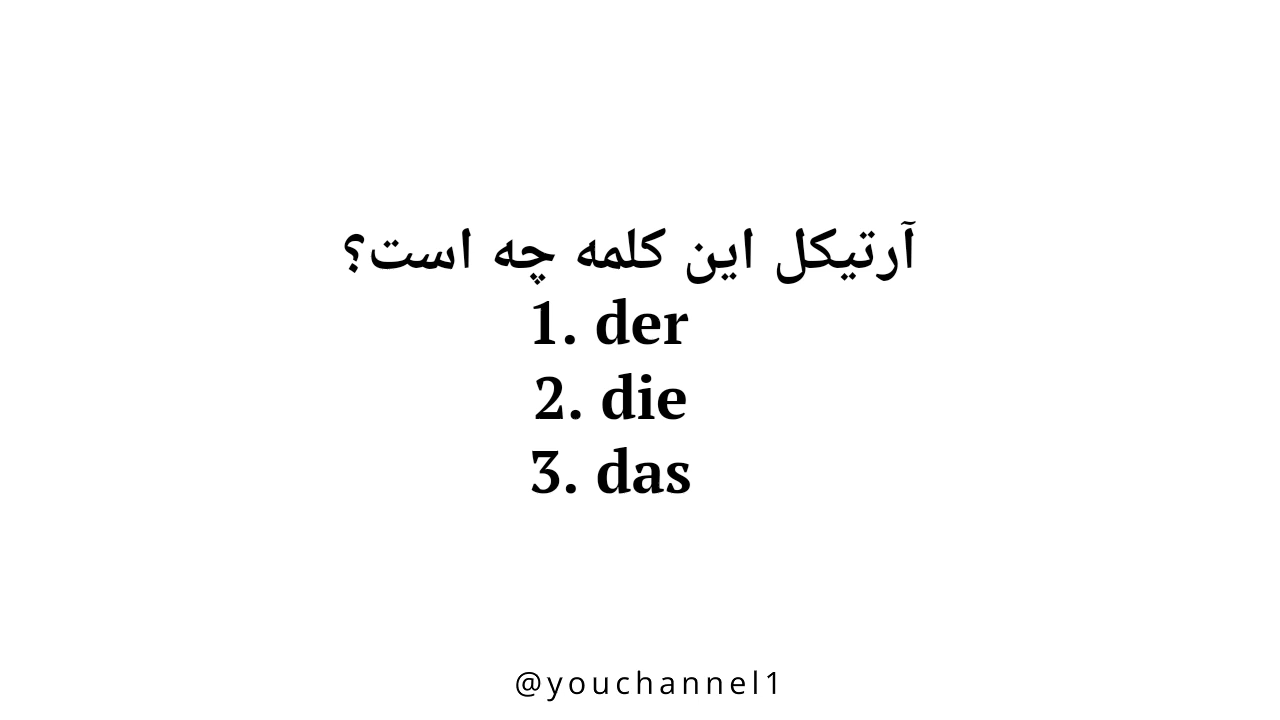 آرتیکل این کلمه چه است؟
1. der
2. die
3. das
@youchannel1